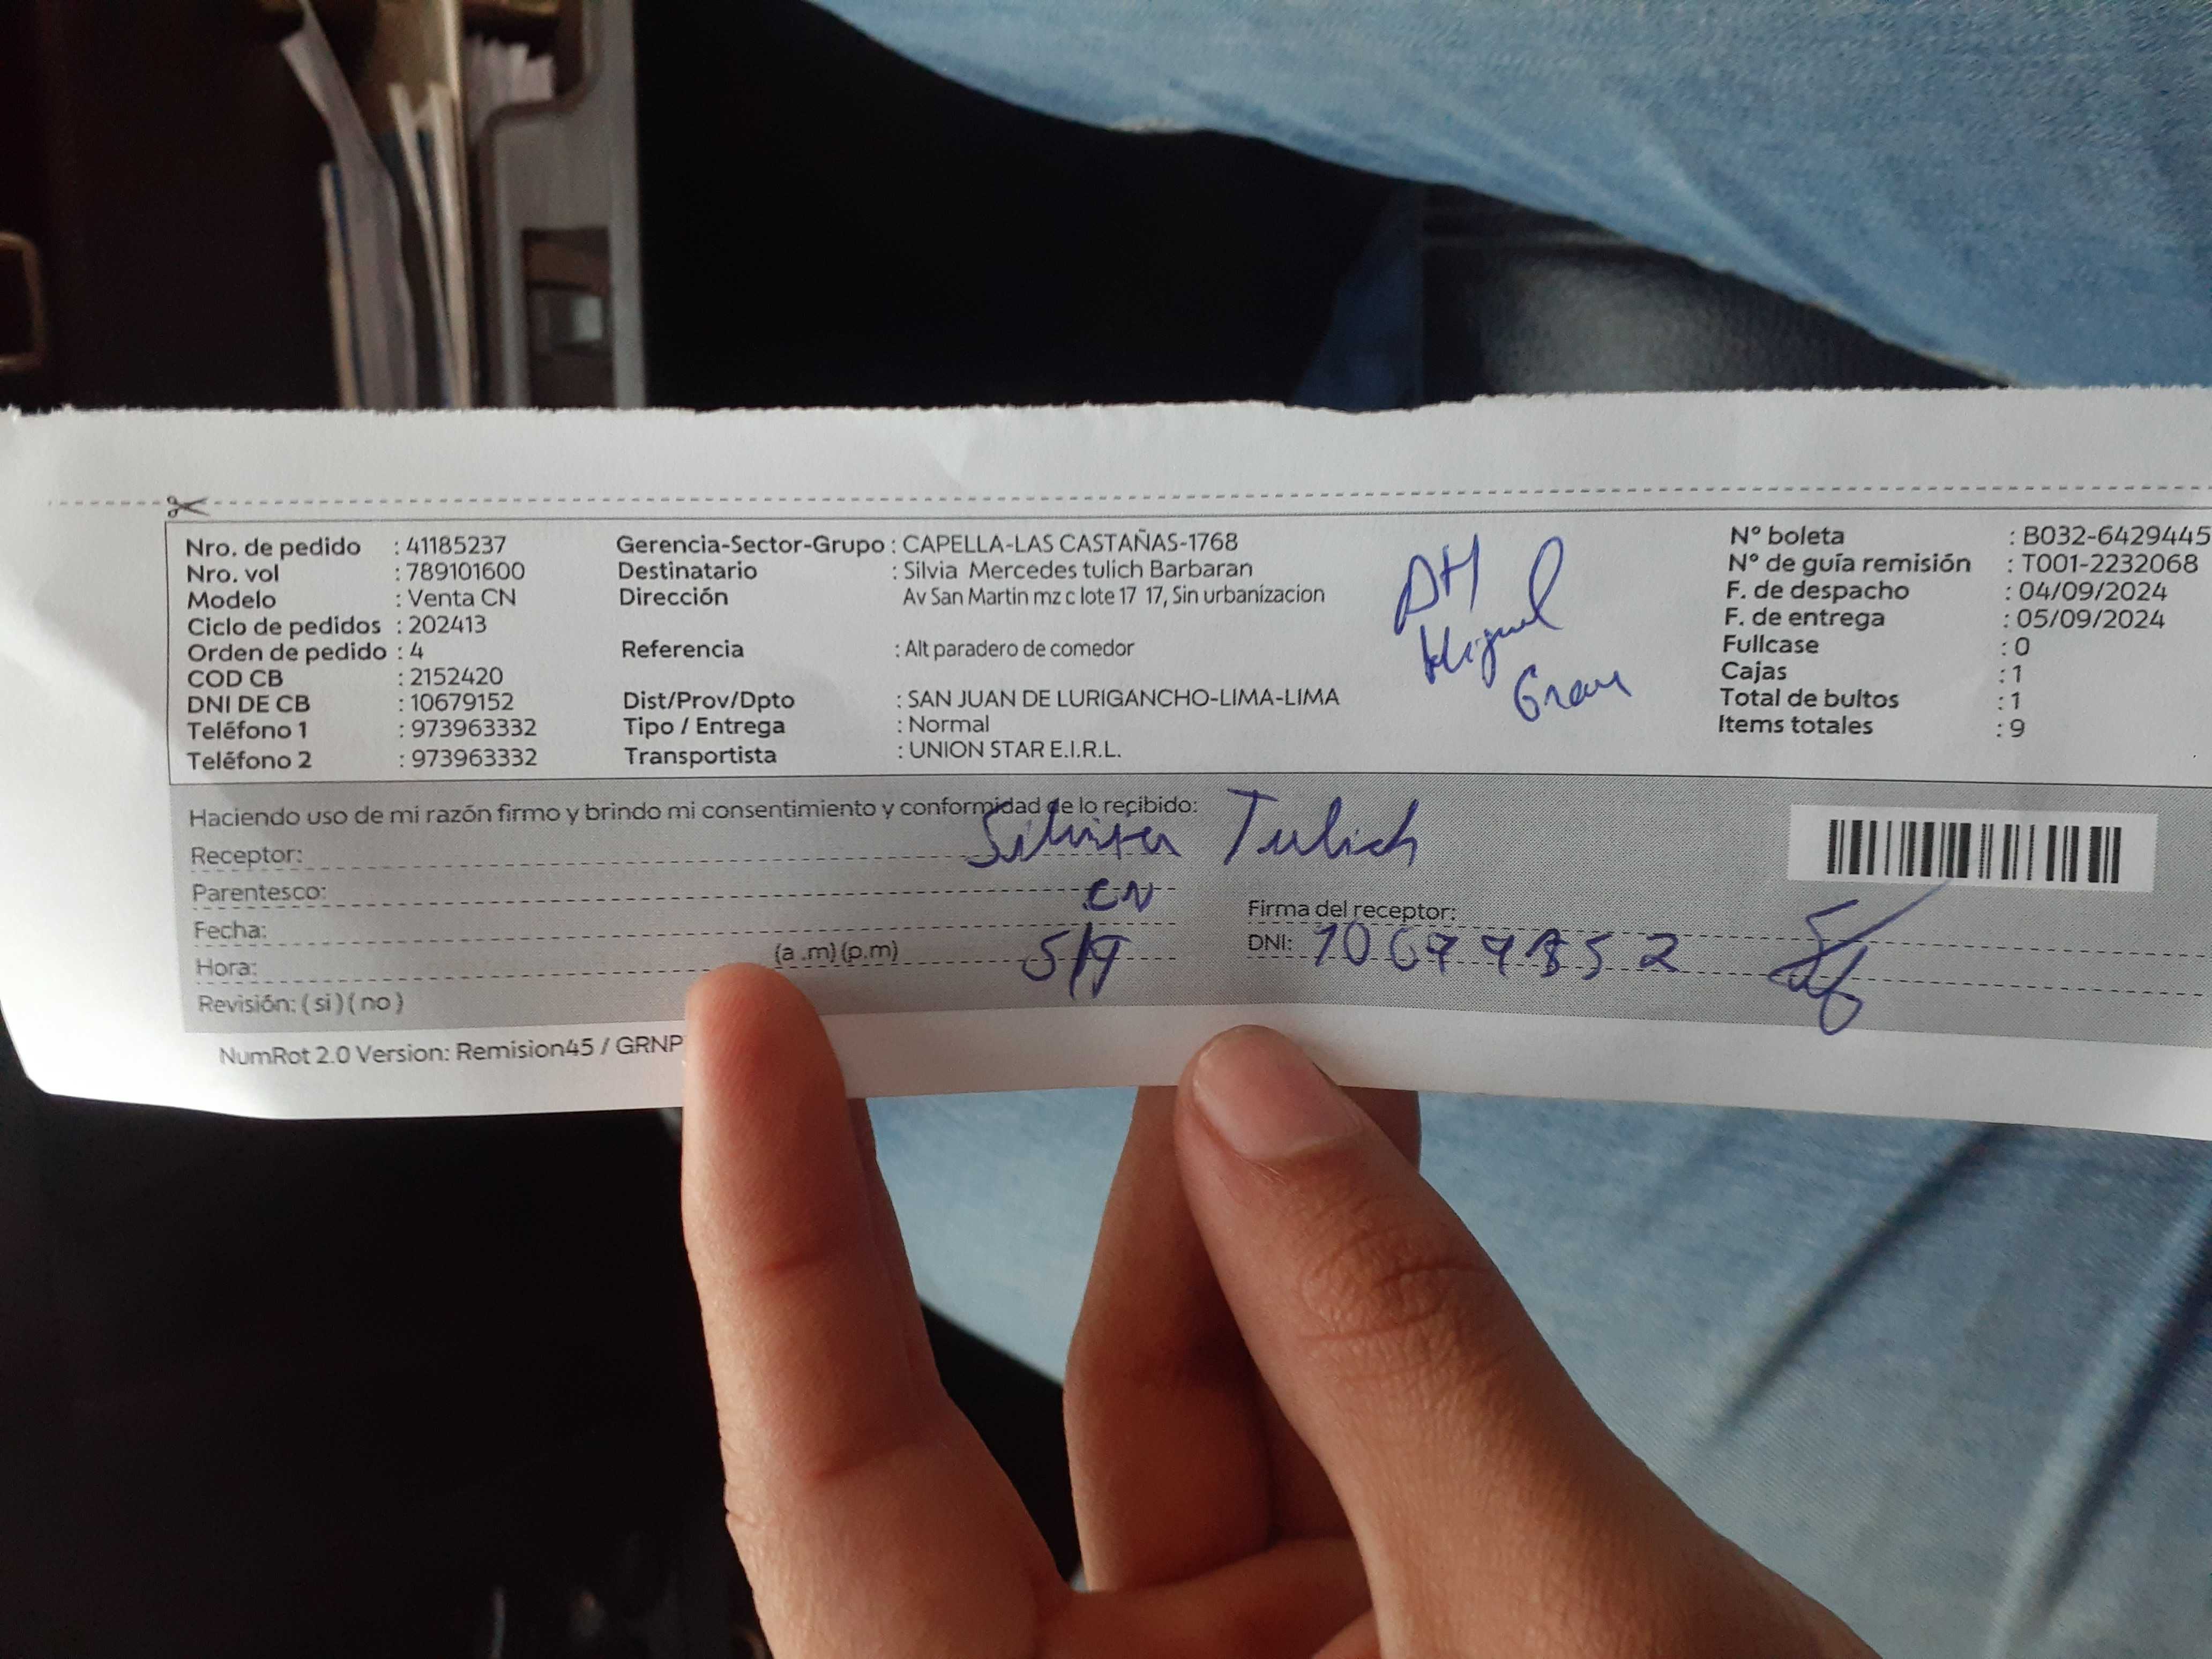 Nro. de pedido : 41185237
Nro. vol : 789101600
Modelo : Venta CN
Ciclo de pedidos : 202413
Orden de pedido : 4
COD CB : 2152420
DNI DE CB : 10679152
Teléfono 1 : 973963332
Teléfono 2 : 973963332
Gerencia-Sector-Grupo : CAPELLA-LAS CASTAÑAS-1768
Destinatario : Silvia Mercedes tulich Barbaran
Dirección Av San Martin mz c lote 17 17, Sin urbanizacion
Referencia : Alt paradero de comedor
Dist/Prov/Dpto : SAN JUAN DE LURIGANCHO-LIMA-LIMA
Tipo / Entrega : Normal
Transportista : UNION STAR E.I.R.L.
AH
Miguel
Grau
N° boleta : B032-6429445
N° de guía remisión : T001-2232068
F. de despacho : 04/09/2024
F. de entrega : 05/09/2024
Fullcase : 0
Cajas : 1
Total de bultos : 1
Items totales : 9
Haciendo uso de mi razón firmo y brindo mi consentimiento y conformidad de lo recibido:
Receptor: Silvia Tulich
Parentesco: CN
Fecha: 5/9
Hora: (a .m) (p.m)
Revisión: ( si ) ( no )
Firma del receptor:
DNI:
NumRot 2.0 Version: Remision45 / GRNP